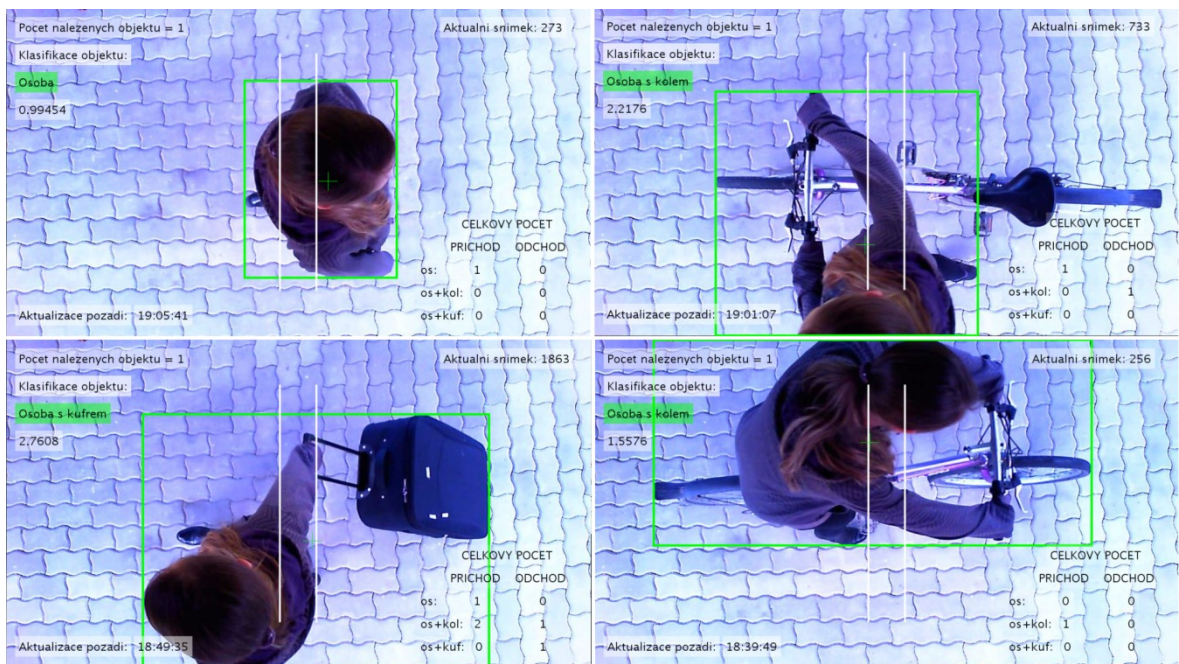 Pocet nalezenych objektu = 1
Aktualni snimek: 273
Klasifikace objektu:
Osoba
0.99454
CELKOVY POCET
PRICHOD ODCHOD
os: 1 0
os+kol: 0 0
os+kuf: 0 0
Aktualizace pozadi: 19:05:41
Pocet nalezenych objektu = 1
Aktualni snimek: 733
Klasifikace objektu:
Osoba s kolem
2.2176
CELKOVY POCET
PRICHOD ODCHOD
os: 1 0
os+kol: 0 1
os+kuf: 0 0
Aktualizace pozadi: 19:01:07
Pocet nalezenych objektu = 1
Aktualni snimek: 1863
Klasifikace objektu:
Osoba s kufrem
2.7608
CELKOVY POCET
PRICHOD ODCHOD
os: 1 0
os+kol: 2 1
os+kuf: 0 1
Aktualizace pozadi: 18:49:35
Pocet nalezenych objektu = 1
Aktualni snimek: 256
Klasifikace objektu:
Osoba s kolem
1.5576
CELKOVY POCET
PRICHOD ODCHOD
os: 0 0
os+kol: 1 0
os+kuf: 0 0
Aktualizace pozadi: 18:39:49